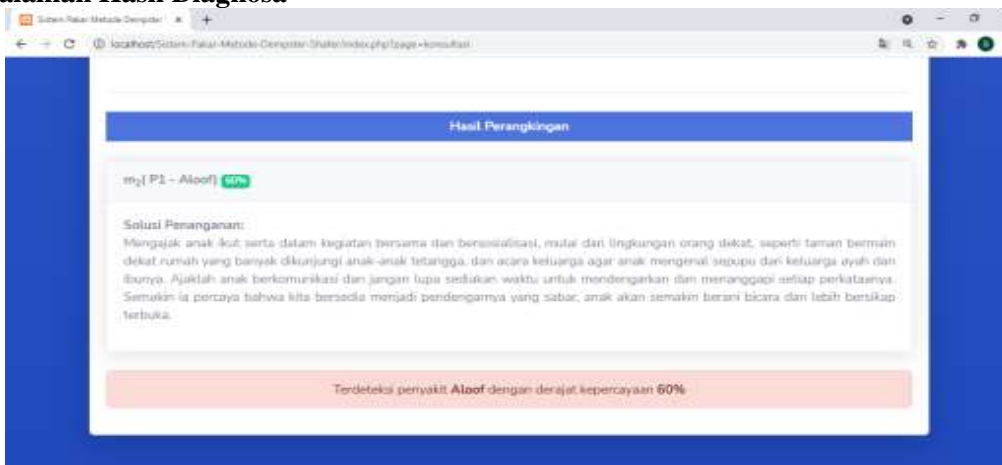 alaman Hasil Diagnosa
Sistem Pakar Metode Dempster
localhost/Sistem-Pakar-Metode-Dempster-Shafer/index.php?page=konsultasi
Hasil Perangkingan
m2( P1 - Aloof) 60%
Solusi Penanganan:
Mengajak anak ikut serta dalam kegiatan bersama dan bersosialisasi, mulai dari lingkungan orang dekat, seperti taman bermain
dekat rumah yang banyak dikunjungi anak-anak tetangga, dan acara keluarga agar anak mengenal sepupu dari keluarga ayah dan
ibunya. Ajaklah anak berkomunikasi dan jangan lupa sediakan waktu untuk mendengarkan dan menanggapi setiap perkataanya.
Semakin ia percaya bahwa kita bersedia menjadi pendengarnya yang sabar, anak akan semakin berani bicara dan lebih bersikap
terbuka.
Terdeteksi penyakit Aloof dengan derajat kepercayaan 60%